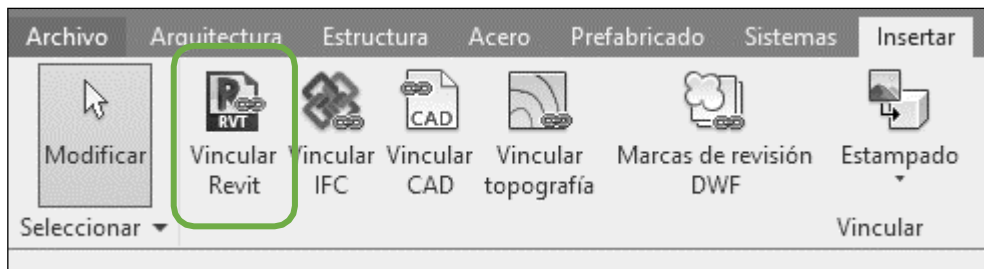 Archivo Arquitectura Estructura Acero Prefabricado Sistemas Insertar
R
RVT
CAD
Modificar Vincular Vincular Vincular Vincular Marcas de revisión Estampado
Revit IFC CAD topografía DWF
Seleccionar Vincular